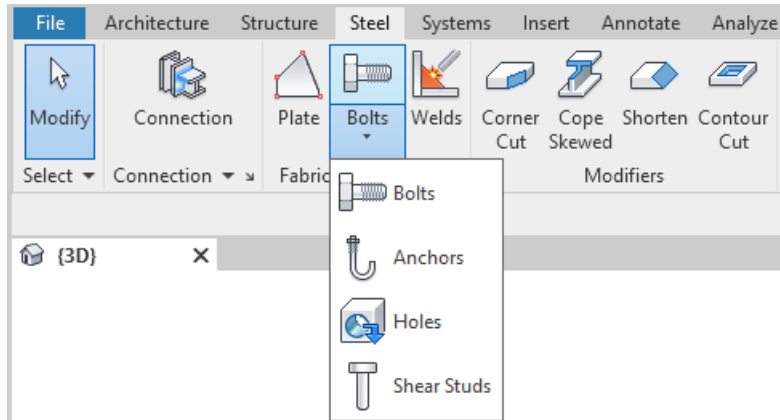 File Architecture Structure Steel Systems Insert Annotate Analyze
Modify Connection Plate Bolts Welds Corner Cut Cope Skewed Shorten Contour Cut
Select Connection Fabric Modifiers
{3D}
Bolts
Anchors
Holes
Shear Studs